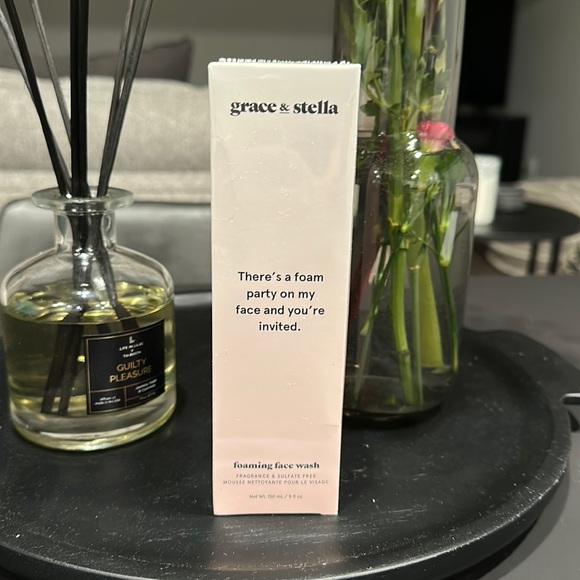 grace & stella
There's a foam
party on my
face and you're
invited.
foaming face wash
FRAGRANCE & SULFATE FREE
MOUSSE NETTOYANTE POUR LE VISAGE
GUILTY
PLEASURE